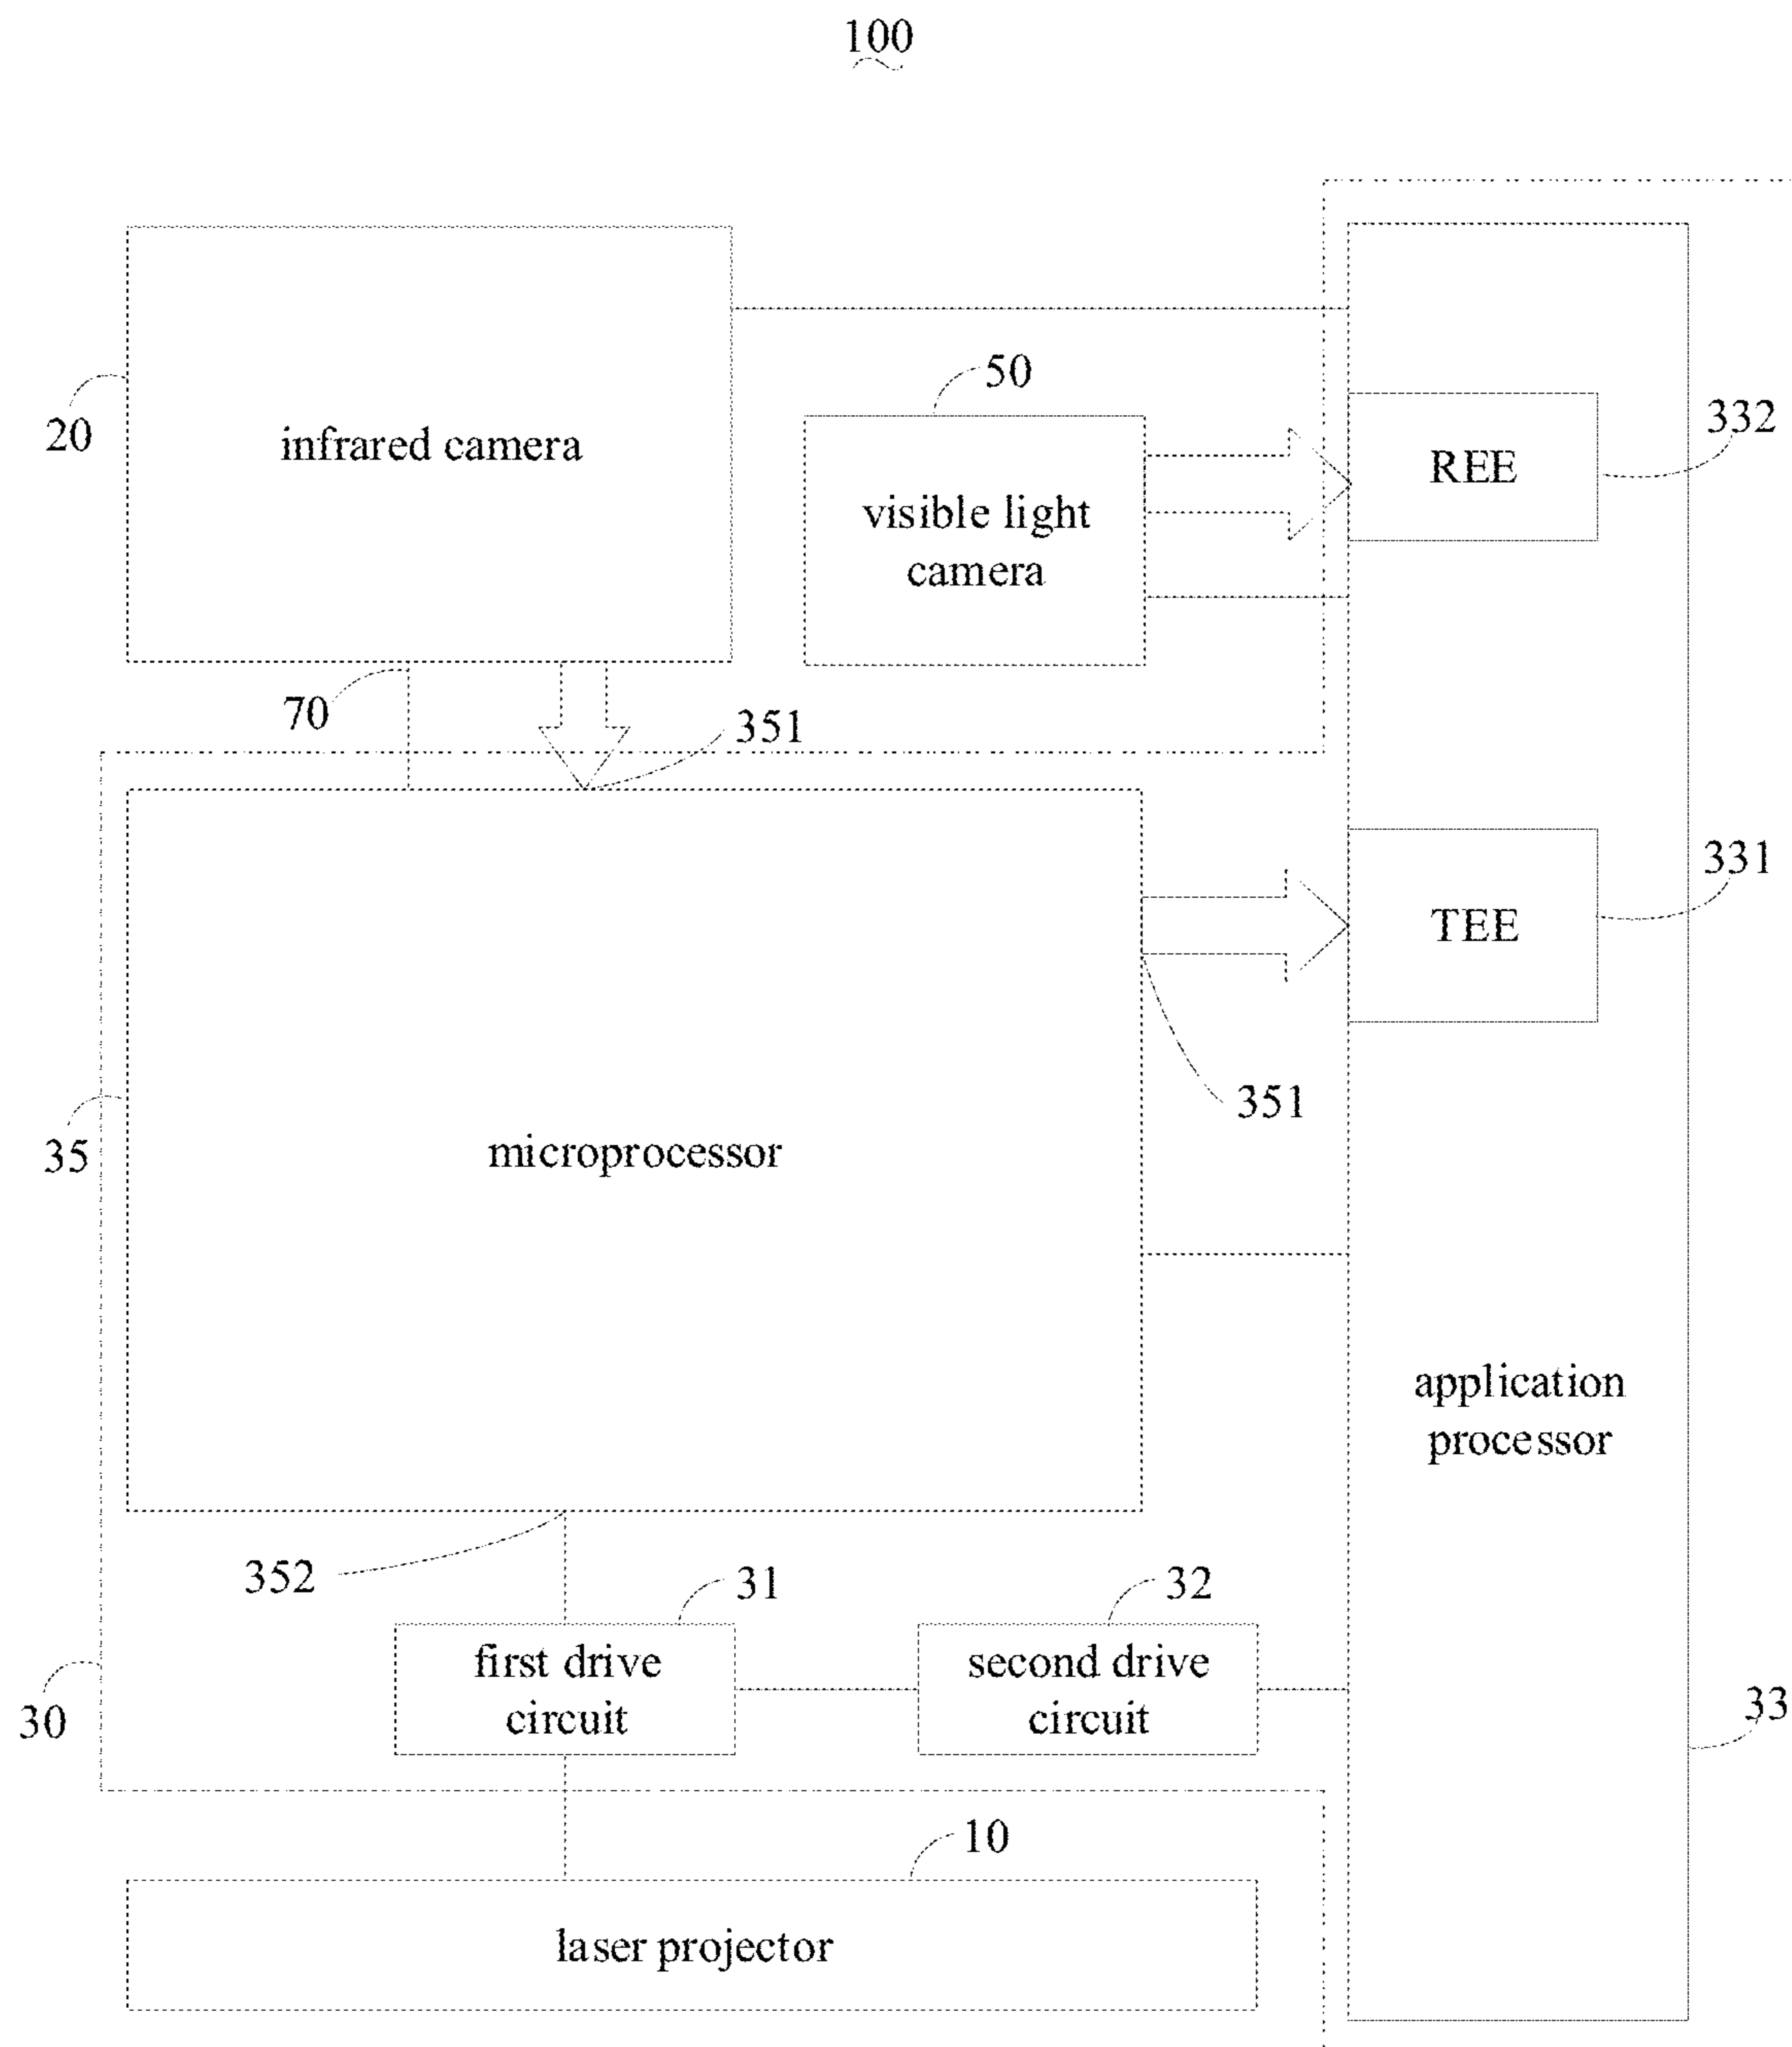 100
50
332
20
infrared camera
REE
visible light
camera
70
351
331
TEE
351
35
microprocessor
application
processor
352
31
32
first drive
circuit
second drive
circuit
30
33
10
laser projector